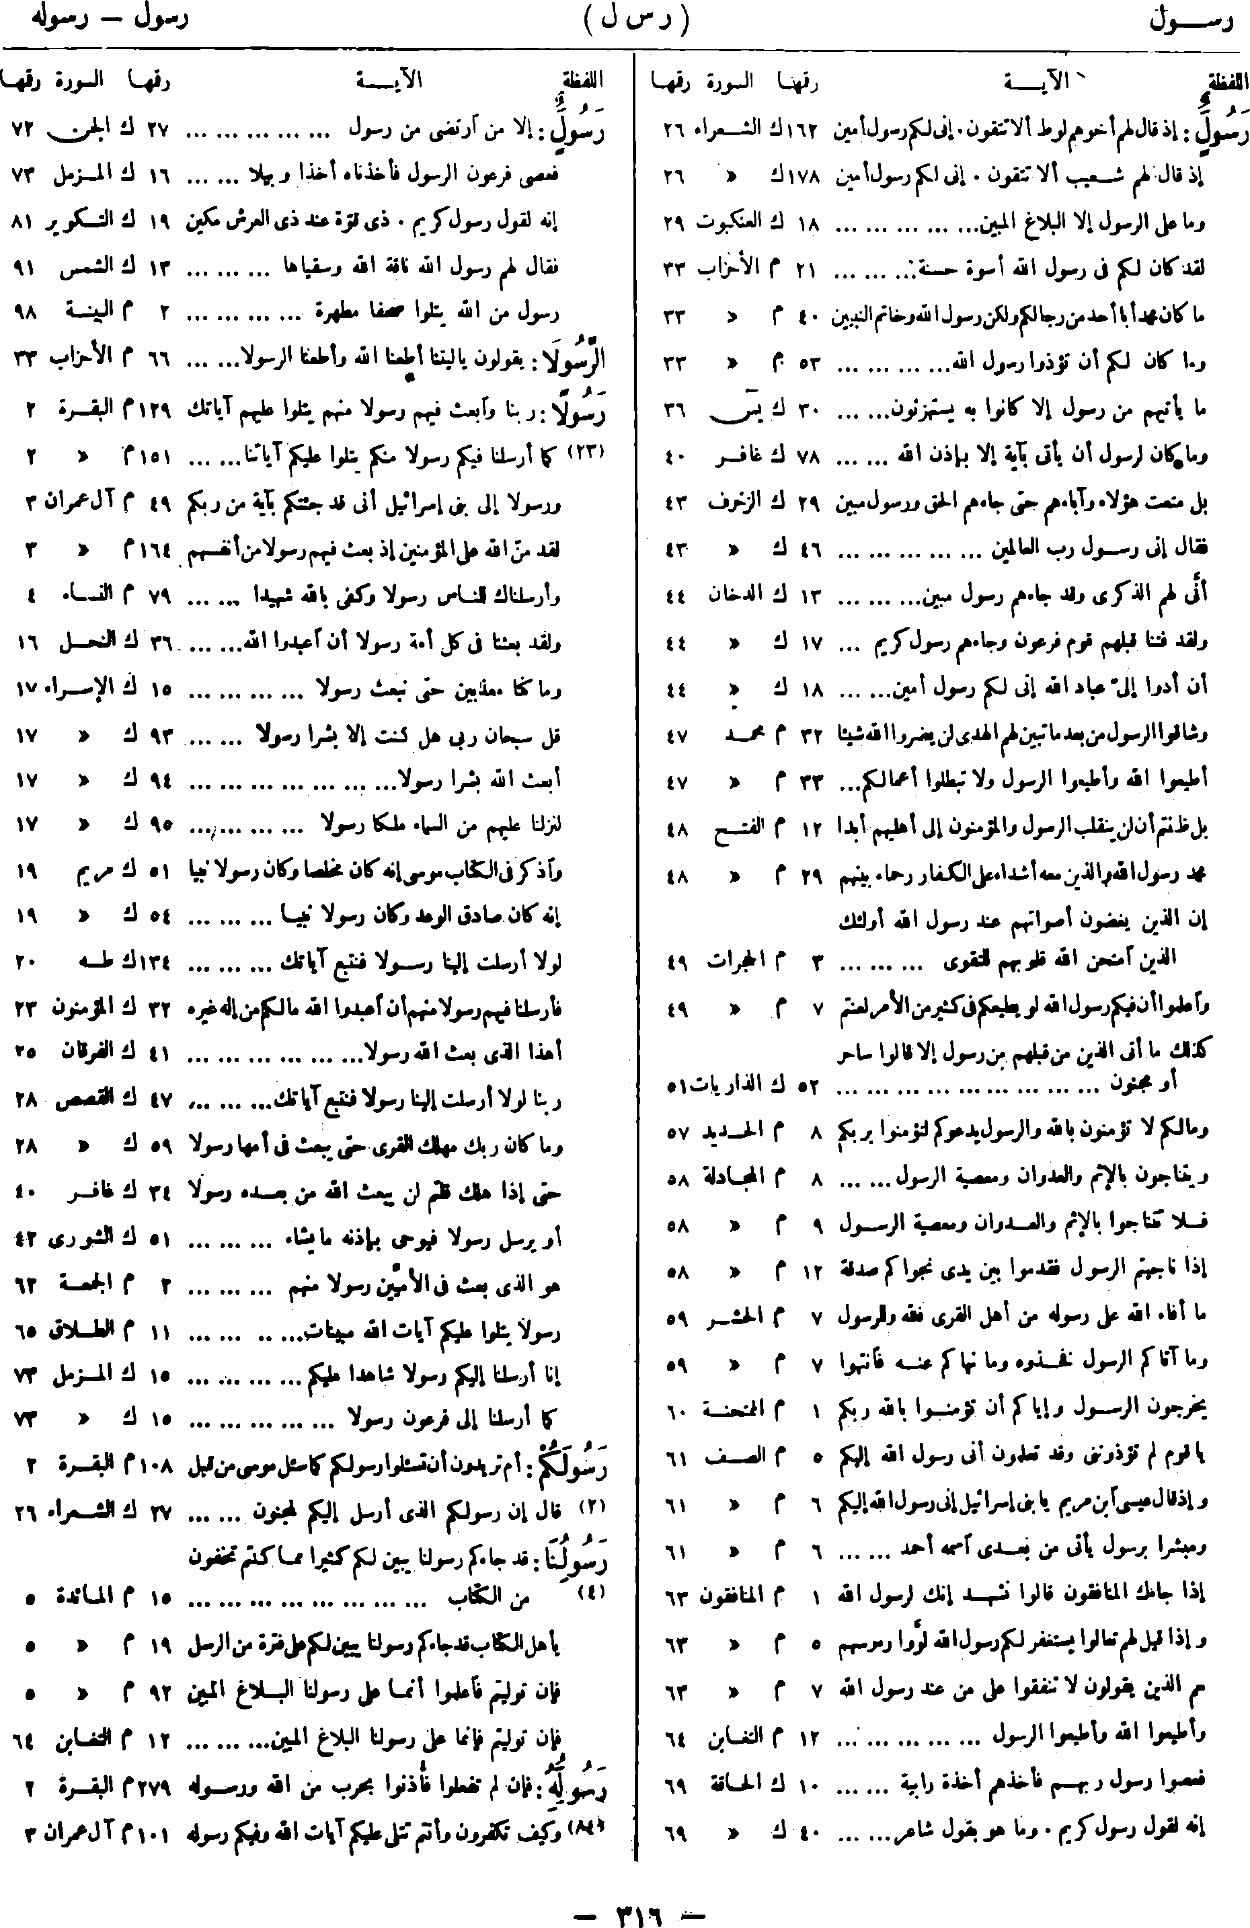 رســول
( ر س ل )
رسول — رسوله
اللفظة الآيــة رقمها السورة رقمها
رَسُولٌ : إذ قال لهم أخوهم لوط ألا تتقون . إنى لكم رسول أمين ١٦٢ ك الشعراء ٢٦
إذ قال لهم شعيب ألا تتقون . إنى لكم رسول أمين ١٧٨ ك » ٢٦
وما على الرسول إلا البلاغ المبين ... ... ... ... ١٨ ك العنكبوت ٢٩
لقد كان لكم فى رسول الله أسوة حسنة ... ... ... ٢١ م الأحزاب ٣٣
ما كان محمد أبا أحد من رجالكم ولكن رسول الله وخاتم النبيين ٤٠ م » ٣٣
وما كان لكم أن تؤذوا رسول الله ... ... ... ... ٥٣ م » ٣٣
ما يأتيهم من رسول إلا كانوا به يستهزئون ... ... ٣٠ ك يسۤ ٣٦
وما كان لرسول أن يأتى بآية إلا بإذن الله ... ... ٧٨ ك غافر ٤٠
بل متعت هؤلاء وآباءهم حتى جاءهم الحق ورسول مبين ٢٩ ك الزخرف ٤٣
فقال إنى رسول رب العالمين ... ... ... ... ... ٤٦ ك » ٤٣
أنَّى لهم الذكرى وقد جاءهم رسول مبين ... ... ... ١٣ ك الدخان ٤٤
ولقد فتنا قبلهم قوم فرعون وجاءهم رسول كريم ... ١٧ ك » ٤٤
أن أدوا إلىّ عباد الله إنى لكم رسول أمين ... ... ١٨ ك » ٤٤
وشاقوا الرسول من بعد ما تبين لهم الهدى لن يضروا الله شيئا ٣٢ م محمد ٤٧
أطيعوا الله وأطيعوا الرسول ولا تبطلوا أعمالكم ... ٣٣ م » ٤٧
بل ظننتم أن لن ينقلب الرسول والمؤمنون إلى أهليهم أبدا ١٢ م الفتح ٤٨
محمد رسول الله والذين معه أشداء على الكفار رحماء بينهم ٢٩ م » ٤٨
إن الذين يغضون أصواتهم عند رسول الله أولئك
الذين آمتحن الله قلوبهم للتقوى ... ... ... ٣ م الحجرات ٤٩
وآعلموا أن فيكم رسول الله لو يطيعكم فى كثير من الأمر لعنتم ٧ م » ٤٩
كذلك ما أتى الذين من قبلهم من رسول إلا قالوا ساحر
أو مجنون ... ... ... ... ... ... ... ... ٥٢ ك الذاريات ٥١
ومالكم لا تؤمنون بالله والرسول يدعوكم لتؤمنوا بربكم ٨ م الحديد ٥٧
ويتناجون بالإثم والعدوان ومعصية الرسول ... ... ٨ م المجادلة ٥٨
فلا تتناجوا بالإثم والعدوان ومعصية الرسول ٩ م » ٥٨
إذا ناجيتم الرسول فقدموا بين يدى نجواكم صدقة ١٢ م » ٥٨
ما أفاء الله على رسوله من أهل القرى فلله وللرسول ٧ م الحشر ٥٩
وما آتاكم الرسول فخذوه وما نهاكم عنه فآنتهوا ٧ م » ٥٩
يخرجون الرسول وإياكم أن تؤمنوا بالله ربكم ١ م الممتحنة ٦٠
يا قوم لم تؤذوننى وقد تعلمون أنى رسول الله إليكم ٥ م الصف ٦١
وإذ قال عيسى آبن مريم يا بنى إسرائيل إنى رسول الله إليكم ٦ م » ٦١
ومبشرا برسول يأتى من بعدى آسمه أحمد ... ... ٦ م » ٦١
إذا جاءك المنافقون قالوا نشهد إنك لرسول الله ١ م المنافقون ٦٣
وإذا قيل لهم تعالوا يستغفر لكم رسول الله لوَّوا رءوسهم ٥ م » ٦٣
هم الذين يقولون لا تنفقوا على من عند رسول الله ٧ م » ٦٣
وأطيعوا الله وأطيعوا الرسول ... ... ... ... ... ١٢ م التغابن ٦٤
فعصوا رسول ربهم فأخذهم أخذة رابية ... ... ١٠ ك الحاقة ٦٩
إنه لقول رسول كريم . وما هو بقول شاعر ... ... ٤٠ ك » ٦٩
اللفظة الآيــة رقمها السورة رقمها
رَسُولٌ : إلا من آرتضى من رسول ... ... ... ... ... ٢٧ ك الجن ٧٢
فعصى فرعون الرسول فأخذناه أخذا وبيلا ... ... ١٦ ك المزمل ٧٣
إنه لقول رسول كريم . ذى قوّة عند ذى العرش مكين ١٩ ك التكوير ٨١
فقال لهم رسول الله ناقة الله وسقياها ... ... ... ١٣ ك الشمس ٩١
رسول من الله يتلوا صحفا مطهرة ... ... ... ... ٢ م البينة ٩٨
الرَّسُولَا : يقولون يا ليتنا أطعنا الله وأطعنا الرسولا ... ... ٦٦ م الأحزاب ٣٣
رَسُولًا : ربنا وآبعث فيهم رسولا منهم يتلوا عليهم آياتك ١٢٩ م البقرة ٢
(٢٣) كما أرسلنا فيكم رسولا منكم يتلوا عليكم آياتنا ... ... ١٥١ م » ٢
ورسولا إلى بنى إسرائيل أنى قد جئتكم بآية من ربكم ٤٩ م آل عمران ٣
لقد منّ الله على المؤمنين إذ بعث فيهم رسولا من أنفسهم ١٦٤ م » ٣
وأرسلناك للناس رسولا وكفى بالله شهيدا ... ... ٧٩ م النساء ٤
ولقد بعثنا فى كل أمة رسولا أن آعبدوا الله ... ... ٣٦ ك النحل ١٦
وما كنا معذبين حتى نبعث رسولا ... ... ... ... ١٥ ك الإسراء ١٧
قل سبحان ربى هل كنت إلا بشرا رسولا ... ... ٩٣ ك » ١٧
أبعث الله بشرا رسولا ... ... ... ... ... ... ... ٩٤ ك » ١٧
لنزلنا عليهم من السماء ملكا رسولا ... ... ... ... ٩٥ ك » ١٧
وآذكر فى الكتاب موسى إنه كان مخلصا وكان رسولا نبيا ٥١ ك مريم ١٩
إنه كان صادق الوعد وكان رسولا نبيا ... ... ... ٥٤ ك » ١٩
لولا أرسلت إلينا رسولا فنتبع آياتك ... ... ... ١٣٤ ك طه ٢٠
فأرسلنا فيهم رسولا منهم أن آعبدوا الله مالكم من إله غيره ٣٢ ك المؤمنون ٢٣
أهذا الذى بعث الله رسولا ... ... ... ... ... ... ٤١ ك الفرقان ٢٥
ربنا لولا أرسلت إلينا رسولا فنتبع آياتك ... ... ... ٤٧ ك القصص ٢٨
وما كان ربك مهلك القرى حتى يبعث فى أمها رسولا ٥٩ ك » ٢٨
حتى إذا هلك قلتم لن يبعث الله من بعده رسولا ٣٤ ك غافر ٤٠
أو يرسل رسولا فيوحى بإذنه ما يشاء ... ... ... ٥١ ك الشورى ٤٢
هو الذى بعث فى الأميّين رسولا منهم ... ... ... ٢ م الجمعة ٦٢
رسولا يتلوا عليكم آيات الله مبينات ... ... ... ... ١١ م الطلاق ٦٥
إنا أرسلنا إليكم رسولا شاهدا عليكم ... ... ... ... ١٥ ك المزمل ٧٣
كما أرسلنا إلى فرعون رسولا ... ... ... ... ... ١٥ ك » ٧٣
رَسُولَكُمْ : أم تريدون أن تسئلوا رسولكم كما سئل موسى من قبل ١٠٨ م البقرة ٢
(٢) قال إن رسولكم الذى أرسل إليكم لمجنون ... ... ٢٧ ك الشعراء ٢٦
رَسُولُنَا : قد جاءكم رسولنا يبين لكم كثيرا مما كنتم تخفون
(٤) من الكتاب ... ... ... ... ... ... ... ... ١٥ م المائدة ٥
يأهل الكتاب قد جاءكم رسولنا يبين لكم على فترة من الرسل ١٩ م » ٥
فإن توليتم فآعلموا أنما على رسولنا البلاغ المبين ٩٢ م » ٥
فإن توليتم فإنما على رسولنا البلاغ المبين ... ... ... ١٢ م التغابن ٦٤
رَسُولِهِ : فإن لم تفعلوا فأذنوا بحرب من الله ورسوله ٢٧٩ م البقرة ٢
(٨٤) وكيف تكفرون وأنتم تتلى عليكم آيات الله وفيكم رسوله ١٠١ م آل عمران ٣
— ٣١٦ —